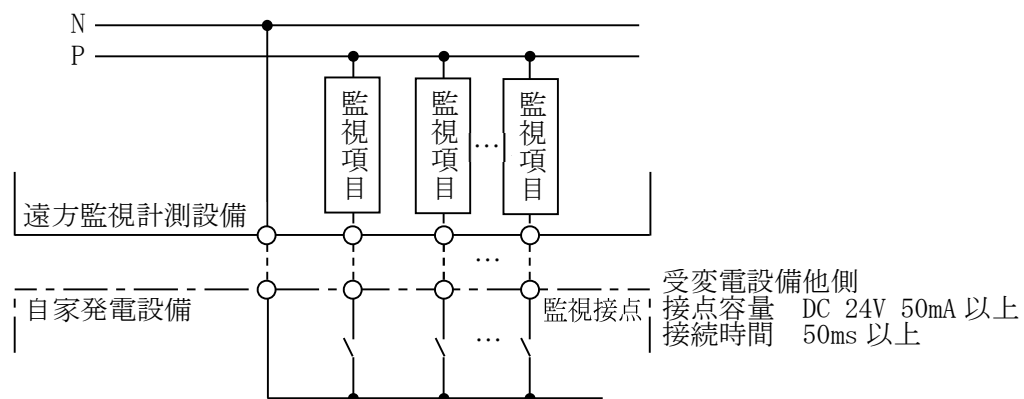 N
P
監視項目
監視項目
…
監視項目
遠方監視計測設備
…
受変電設備他側
自家発電設備
監視接点
接点容量 DC 24V 50mA 以上
接続時間 50ms 以上
…